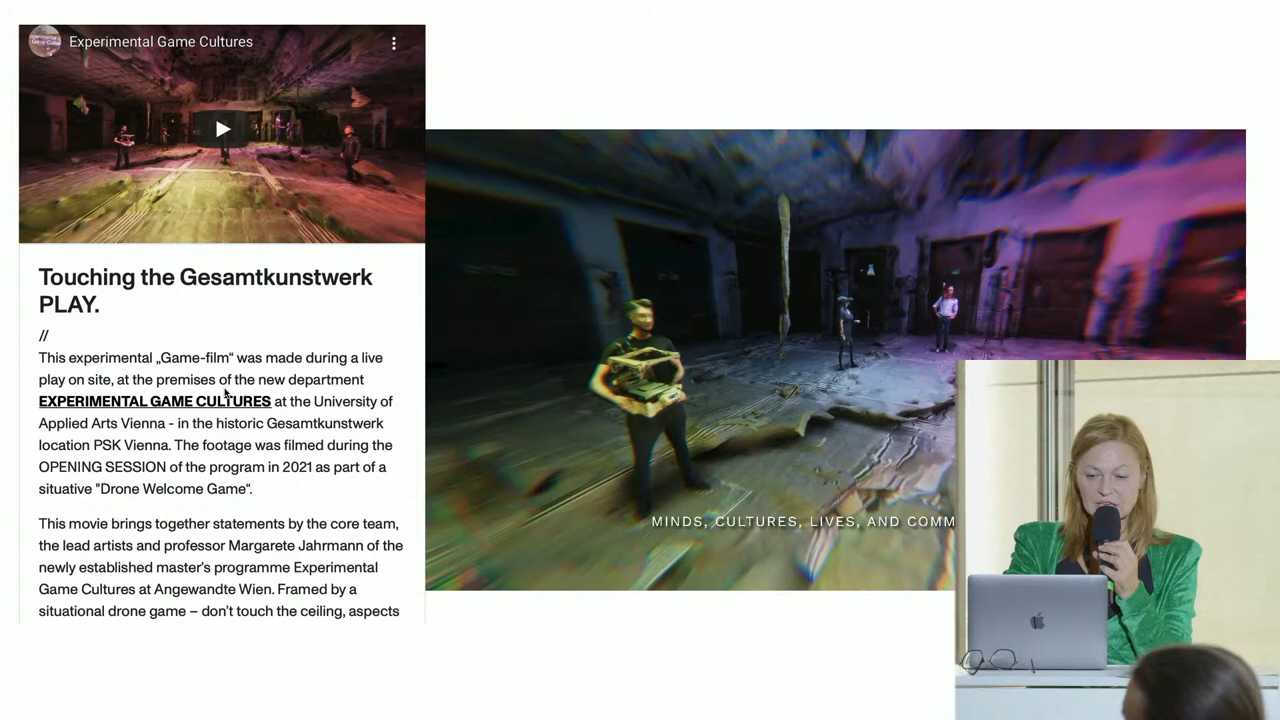 Experimental Game Cultures
Touching the Gesamtkunstwerk
PLAY.
//
This experimental „Game-film“ was made during a live
play on site, at the premises of the new department
EXPERIMENTAL GAME CULTURES at the University of
Applied Arts Vienna - in the historic Gesamtkunstwerk
location PSK Vienna. The footage was filmed during the
OPENING SESSION of the program in 2021 as part of a
situative "Drone Welcome Game“.
This movie brings together statements by the core team,
the lead artists and professor Margarete Jahrmann of the
newly established master's programme Experimental
Game Cultures at Angewandte Wien. Framed by a
situational drone game – don't touch the ceiling, aspects
MINDS, CULTURES, LIVES, AND COMM